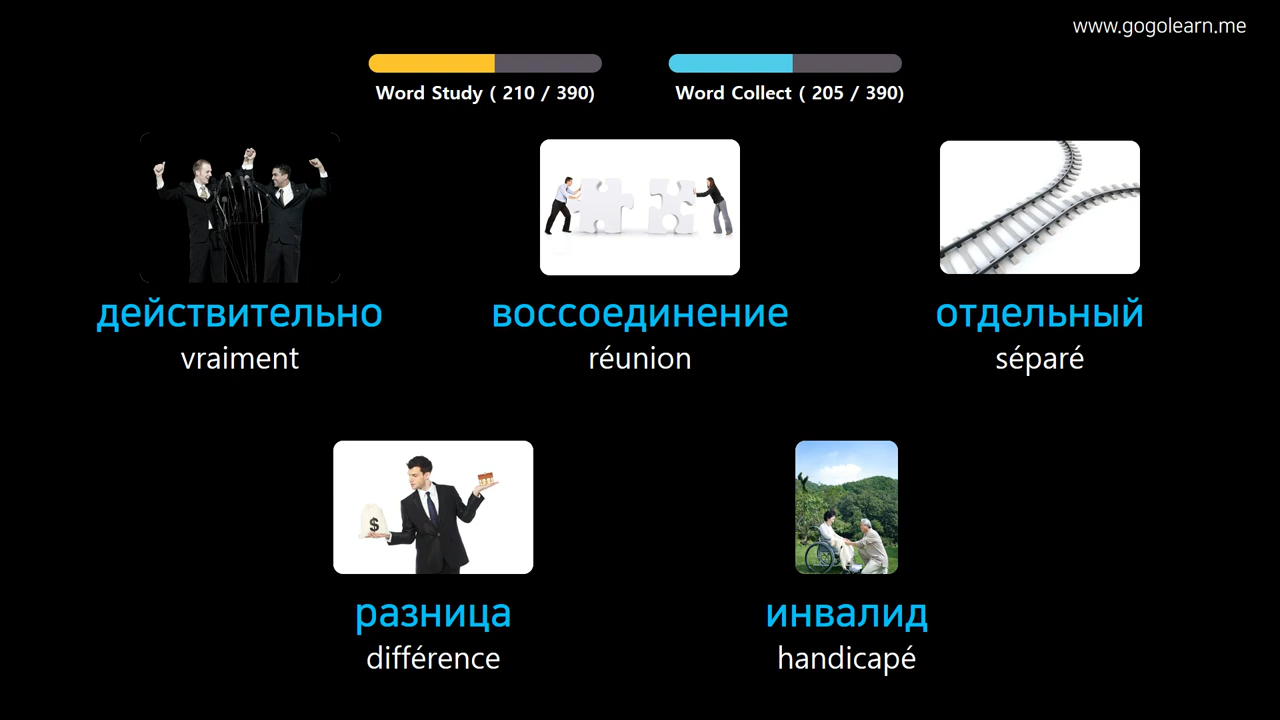 www.gogolearn.me
Word Study ( 210 / 390)
Word Collect ( 205 / 390)
действительно
vraiment
воссоединение
réunion
отдельный
séparé
$
разница
différence
инвалид
handicapé